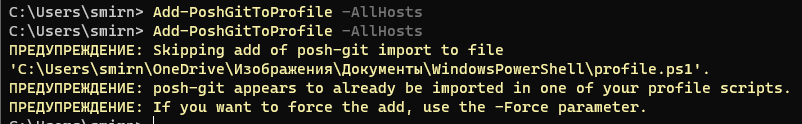 C:\Users\smirn> Add-PoshGitToProfile -AllHosts
C:\Users\smirn> Add-PoshGitToProfile -AllHosts
ПРЕДУПРЕЖДЕНИЕ: Skipping add of posh-git import to file
'C:\Users\smirn\OneDrive\Изображения\Документы\WindowsPowerShell\profile.ps1'.
ПРЕДУПРЕЖДЕНИЕ: posh-git appears to already be imported in one of your profile scripts.
ПРЕДУПРЕЖДЕНИЕ: If you want to force the add, use the -Force parameter.